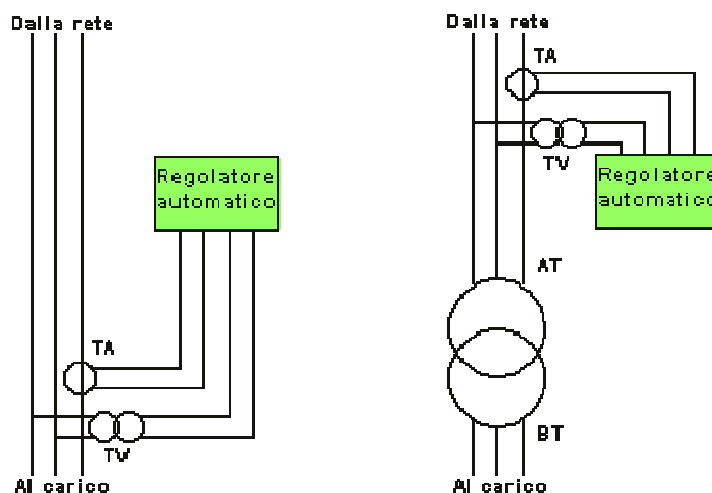 Dalla rete
Regolatore
automatico
TA
TV
Al carico
Dalla rete
TA
TV
Regolatore
automatico
AT
BT
Al carico